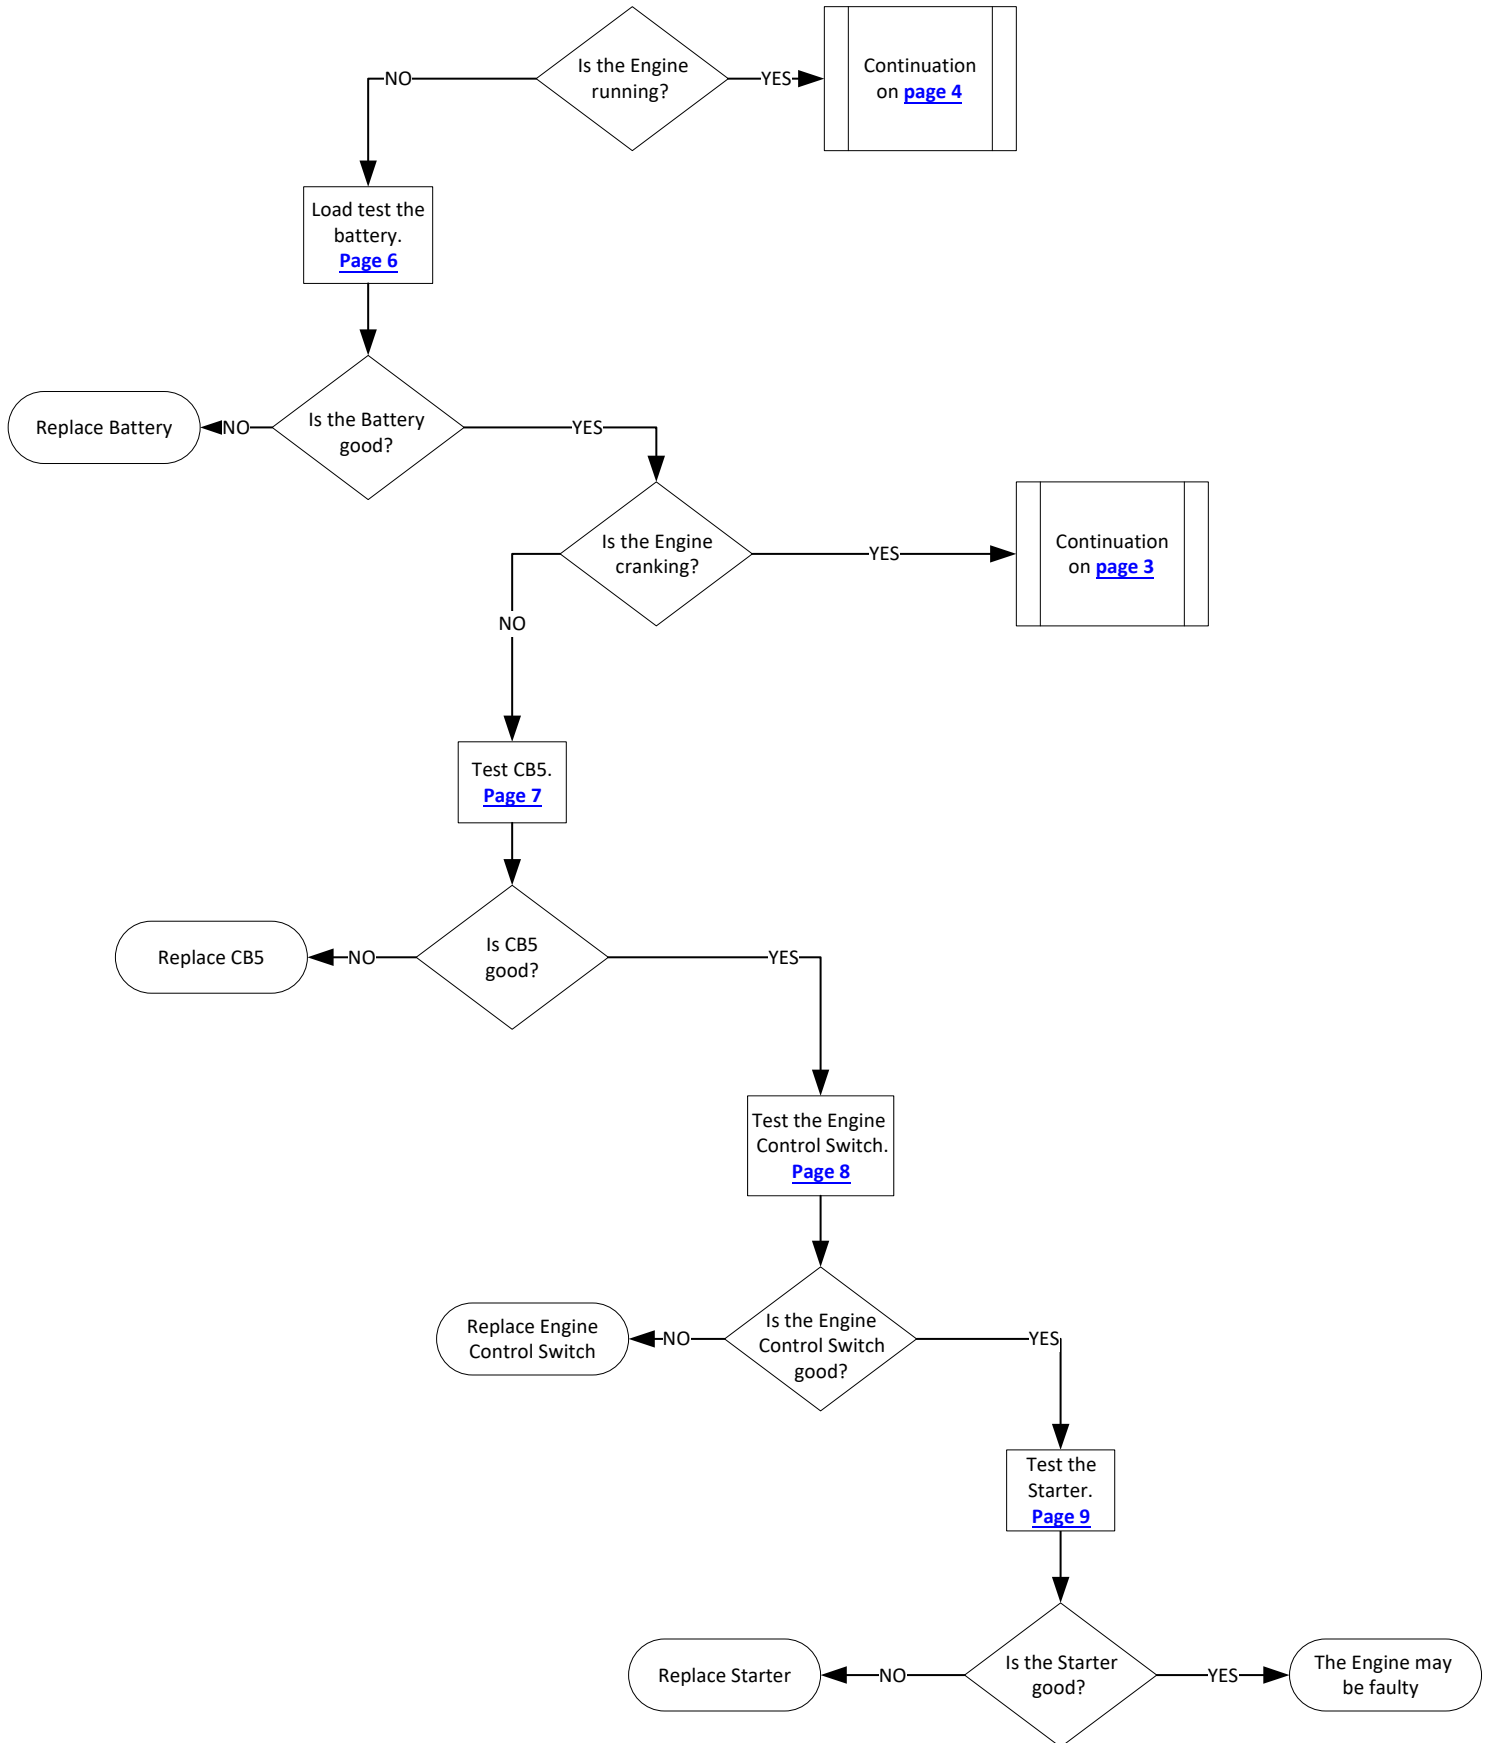 Is the Engine
running?
NO
YES
Continuation
on page 4
Load test the
battery.
Page 6
Is the Battery
good?
NO
Replace Battery
YES
Is the Engine
cranking?
YES
Continuation
on page 3
NO
Test CB5.
Page 7
Is CB5
good?
NO
Replace CB5
YES
Test the Engine
Control Switch.
Page 8
Is the Engine
Control Switch
good?
NO
Replace Engine
Control Switch
YES
Test the
Starter.
Page 9
Is the Starter
good?
NO
Replace Starter
YES
The Engine may
be faulty